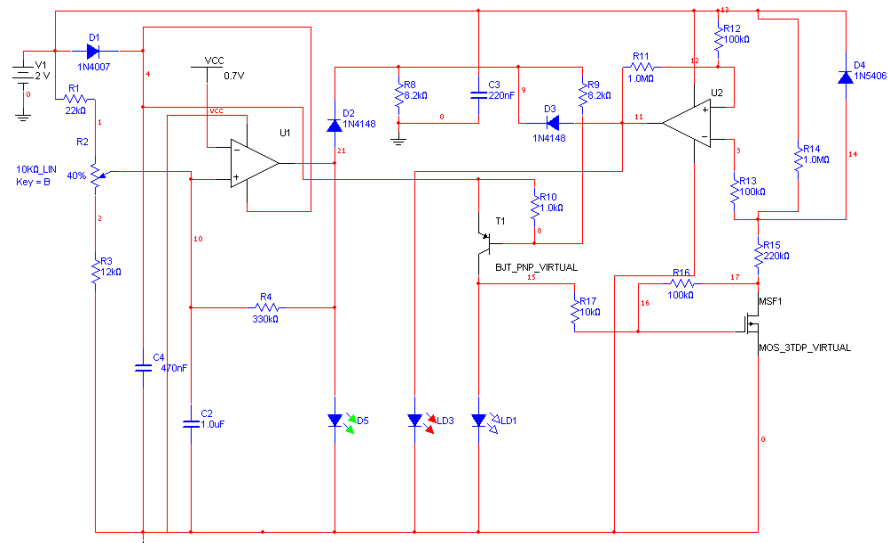 13
R12
100kΩ
D1
1N4007
V1
2 V
0
4
VCC
0.7V
R11
1.0MΩ
12
D4
1N5406
R1
22kΩ
R8
8.2kΩ
C3
220nF
9
R9
8.2kΩ
U2
1
VCC
U1
D2
1N4148
0
D3
1N4148
11
R2
10KΩ_LIN
Key = B
40%
21
3
R14
1.0MΩ
14
R13
100kΩ
2
R10
1.0kΩ
T1
8
10
R3
12kΩ
BJT_PNP_VIRTUAL
R15
220kΩ
15
R16
100kΩ
17
R4
330kΩ
R17
10kΩ
16
MSF1
MOS_3TDP_VIRTUAL
C4
470nF
C2
1.0uF
D5
LD3
LD1
0